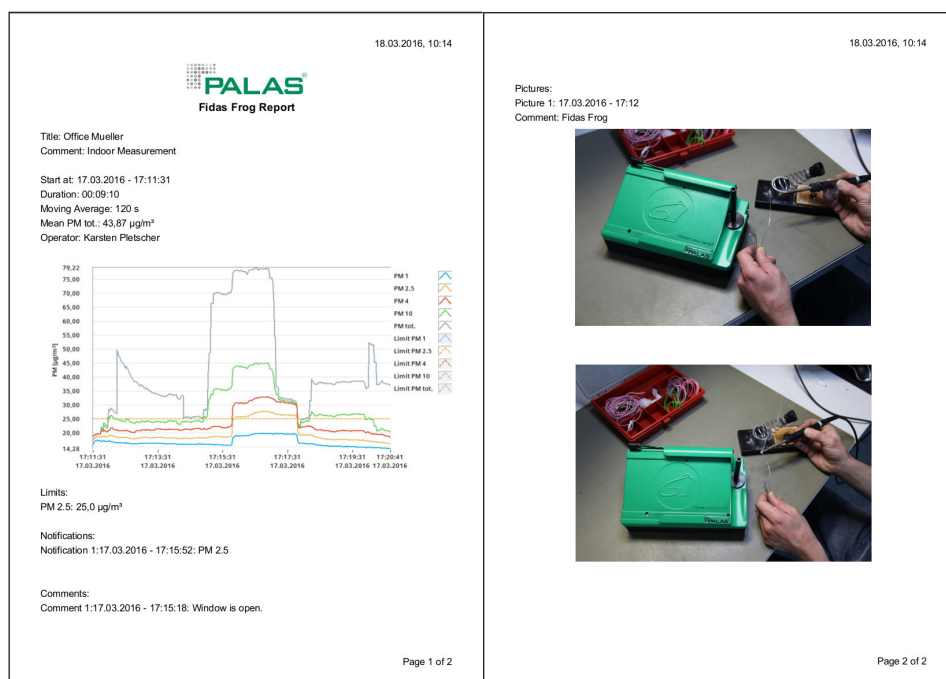 18.03.2016, 10:14
PALAS®
Fidas Frog Report
Title: Office Mueller
Comment: Indoor Measurement
Start at: 17.03.2016 - 17:11:31
Duration: 00:09:10
Moving Average: 120 s
Mean PM tot.: 43,87 µg/m³
Operator: Karsten Pletscher
79,22
75,00
70,00
65,00
60,00
55,00
50,00
45,00
40,00
35,00
30,00
25,00
20,00
14,28
PM [µg/m³]
17:11:31 17:13:31 17:15:31 17:17:31 17:19:31 17:20:41
17.03.2016 17.03.2016 17.03.2016 17.03.2016 17.03.2016 17.03.2016
PM 1
PM 2.5
PM 4
PM 10
PM tot.
Limit PM 1
Limit PM 2.5
Limit PM 4
Limit PM 10
Limit PM tot.
Limits:
PM 2.5: 25,0 µg/m³
Notifications:
Notification 1:17.03.2016 - 17:15:52: PM 2.5
Comments:
Comment 1:17.03.2016 - 17:15:18: Window is open.
Page 1 of 2
18.03.2016, 10:14
Pictures:
Picture 1: 17.03.2016 - 17:12
Comment: Fidas Frog
PALAS
PALAS
Page 2 of 2